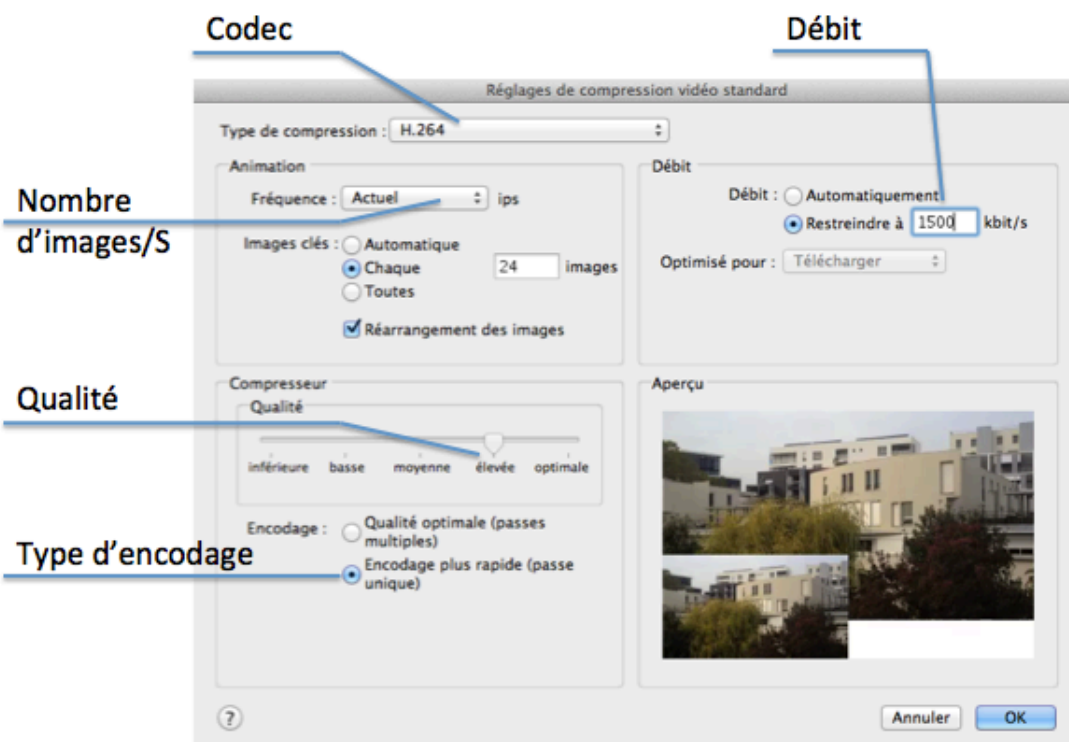 Codec
Débit
Réglages de compression vidéo standard
Type de compression : H.264
Nombre
d'images/S
Animation
Fréquence : Actuel ips
Images clés : Automatique
Chaque 24 images
Toutes
Réarrangement des images
Débit
Débit : Automatiquement
Restreindre à 1500 kbit/s
Optimisé pour : Télécharger
Qualité
Compresseur
Qualité
inférieure basse moyenne élevée optimale
Type d'encodage
Encodage : Qualité optimale (passes
multiples)
Encodage plus rapide (passe
unique)
Aperçu
?
Annuler
OK